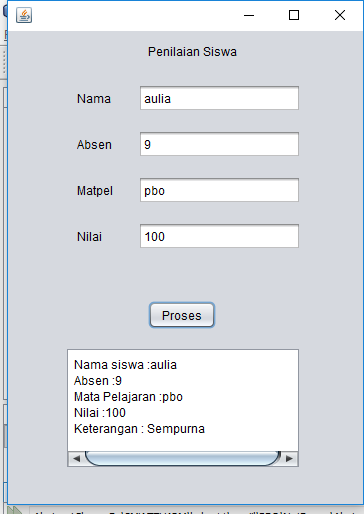 Penilaian Siswa
Nama aulia
Absen 9
Matpel pbo
Nilai 100
Proses
Nama siswa :aulia
Absen :9
Mata Pelajaran :pbo
Nilai :100
Keterangan : Sempurna